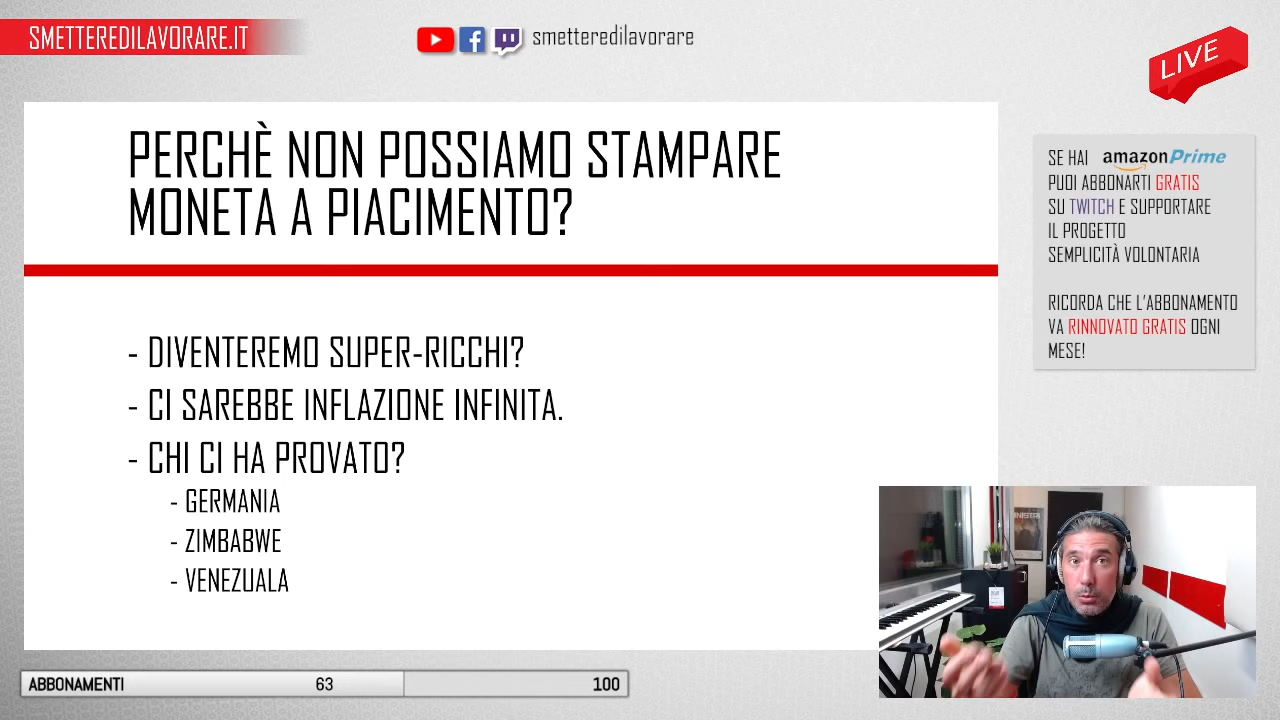 SMETTEREDILAVORARE.IT
smetteredilavorare
LIVE
PERCHÈ NON POSSIAMO STAMPARE
MONETA A PIACIMENTO?
- DIVENTEREMO SUPER-RICCHI?
- CI SAREBBE INFLAZIONE INFINITA.
- CHI CI HA PROVATO?
- GERMANIA
- ZIMBABWE
- VENEZUALA
SE HAI amazonPrime
PUOI ABBONARTI GRATIS
SU TWITCH E SUPPORTARE
IL PROGETTO
SEMPLICITÀ VOLONTARIA
RICORDA CHE L'ABBONAMENTO
VA RINNOVATO GRATIS OGNI
MESE!
ABBONAMENTI 63 100